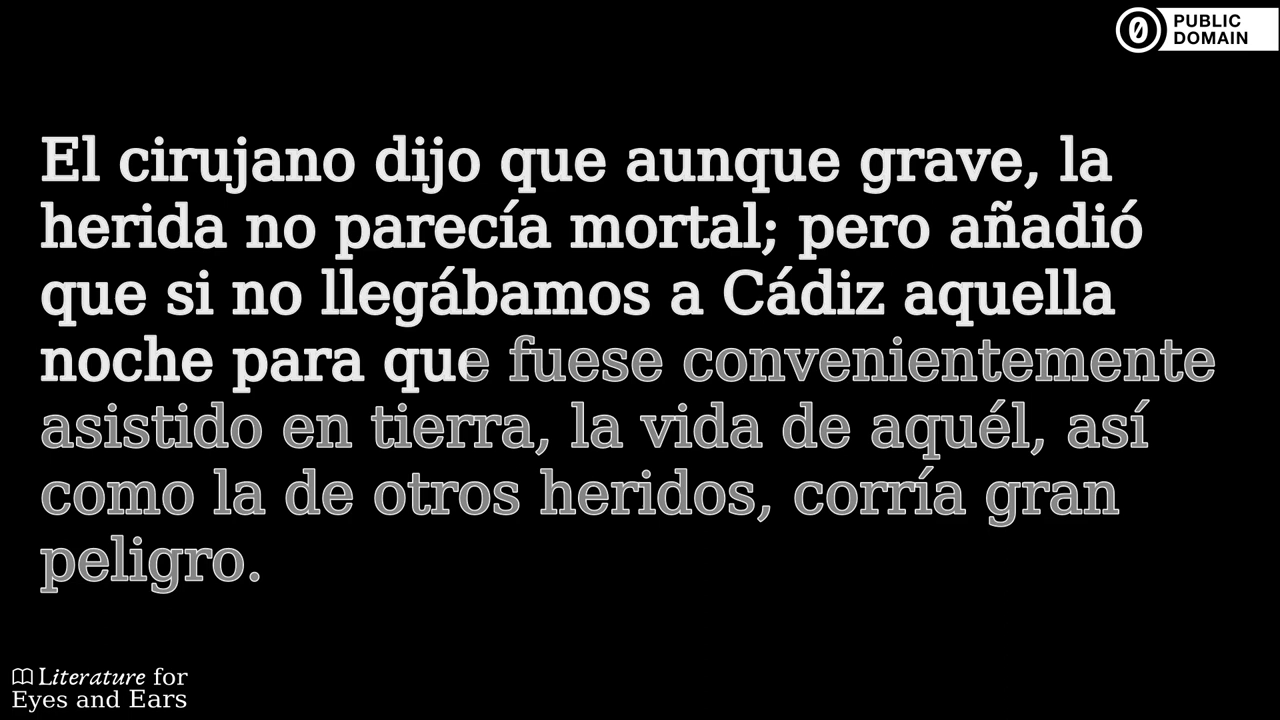 PUBLIC
DOMAIN
El cirujano dijo que aunque grave, la
herida no parecía mortal; pero añadió
que si no llegábamos a Cádiz aquella
noche para que fuese convenientemente
asistido en tierra, la vida de aquél, así
como la de otros heridos, corría gran
peligro.
Literature for
Eyes and Ears